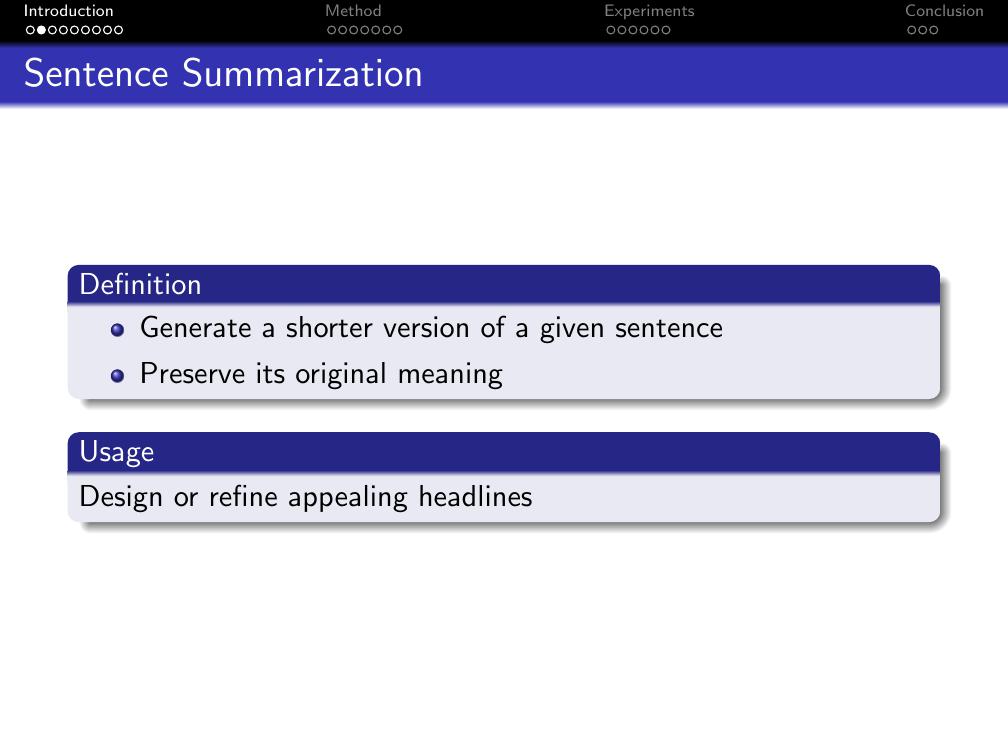 Introduction Method Experiments Conclusion
Sentence Summarization
Definition
Generate a shorter version of a given sentence
Preserve its original meaning
Usage
Design or refine appealing headlines